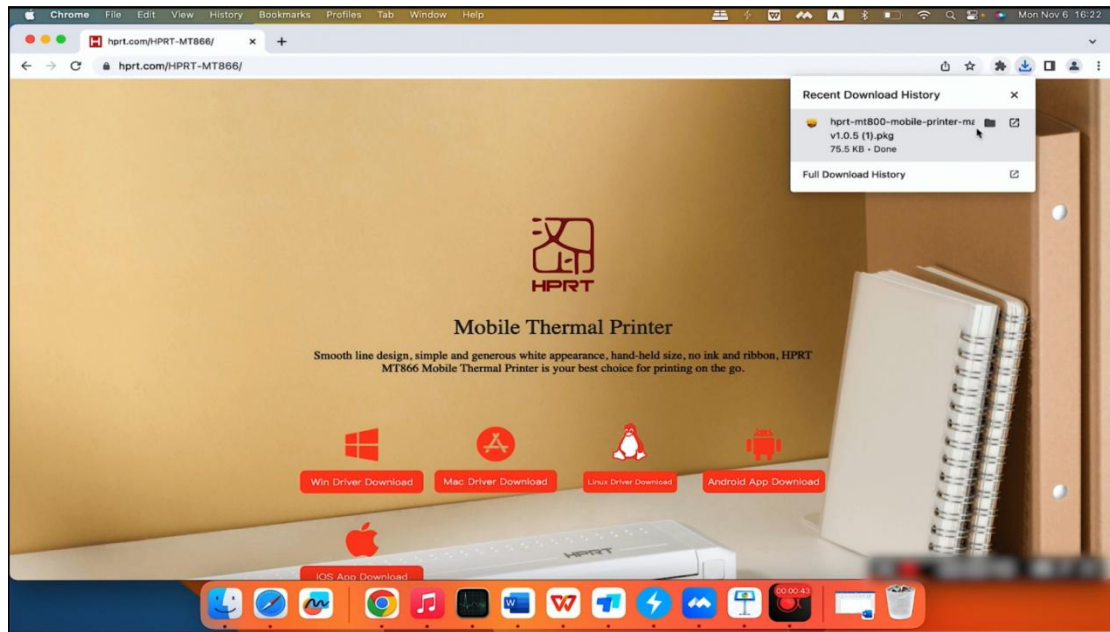 Chrome File Edit View History Bookmarks Profiles Tab Window Help
A
Mon Nov 6 16:22
hprt.com/HPRT-MT866/
hprt.com/HPRT-MT866/
Recent Download History
hprt-mt800-mobile-printer-ma
v1.0.5 (1).pkg
75.5 KB • Done
Full Download History
汉印
HPRT
Mobile Thermal Printer
Smooth line design, simple and generous white appearance, hand-held size, no ink and ribbon, HPRT
MT866 Mobile Thermal Printer is your best choice for printing on the go.
Win Driver Download
Mac Driver Download
Linux Driver Download
Android App Download
HPRT
IOS App Download
00:00:43
W